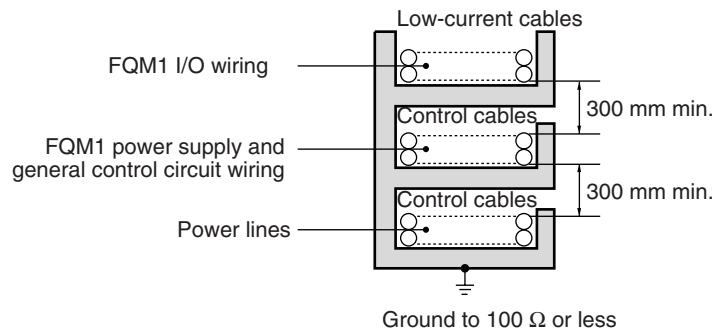 Low-current cables
FQM1 I/O wiring
300 mm min.
Control cables
FQM1 power supply and
general control circuit wiring
300 mm min.
Control cables
Power lines
Ground to 100 Ω or less